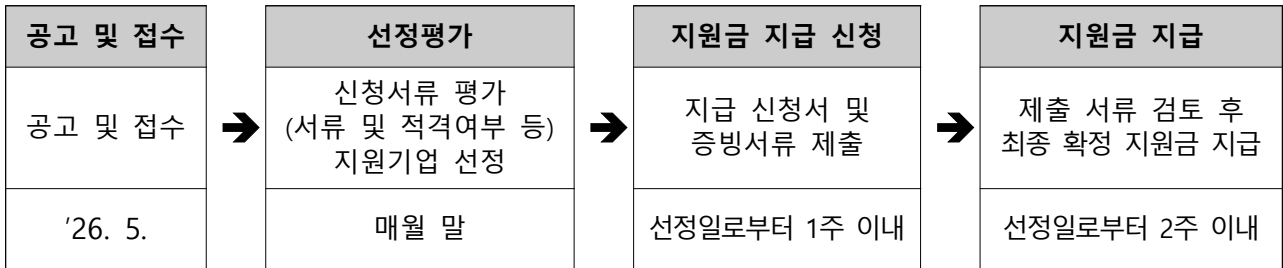 공고 및 접수
공고 및 접수
'26. 5.
선정평가
신청서류 평가
(서류 및 적격여부 등)
지원기업 선정
매월 말
지원금 지급 신청
지급 신청서 및
증빙서류 제출
선정일로부터 1주 이내
지원금 지급
제출 서류 검토 후
최종 확정 지원금 지급
선정일로부터 2주 이내